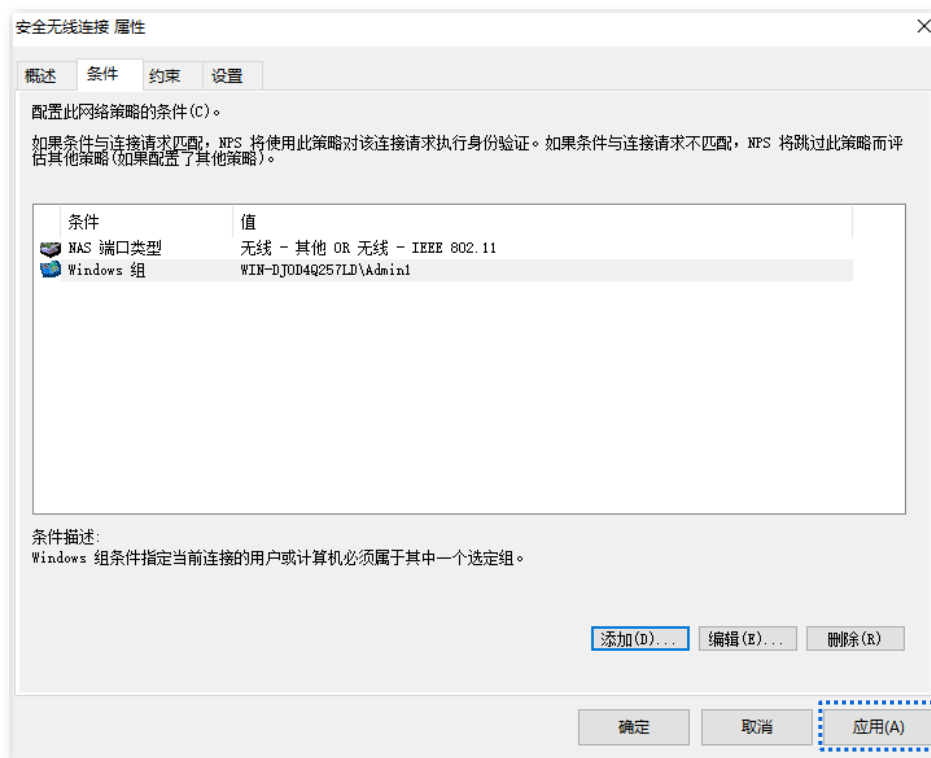 安全无线连接 属性
概述 条件 约束 设置
配置此网络策略的条件(C)。
如果条件与连接请求匹配，NPS 将使用此策略对该连接请求执行身份验证。如果条件与连接请求不匹配，NPS 将跳过此策略而评
估其他策略(如果配置了其他策略)。
条件 值
NAS 端口类型 无线 - 其他 OR 无线 - IEEE 802.11
Windows 组 WIN-DJOD4Q257LD\Admin1
条件描述:
Windows 组条件指定当前连接的用户或计算机必须属于其中一个选定组。
添加(D)... 编辑(E)... 删除(R)
确定 取消 应用(A)